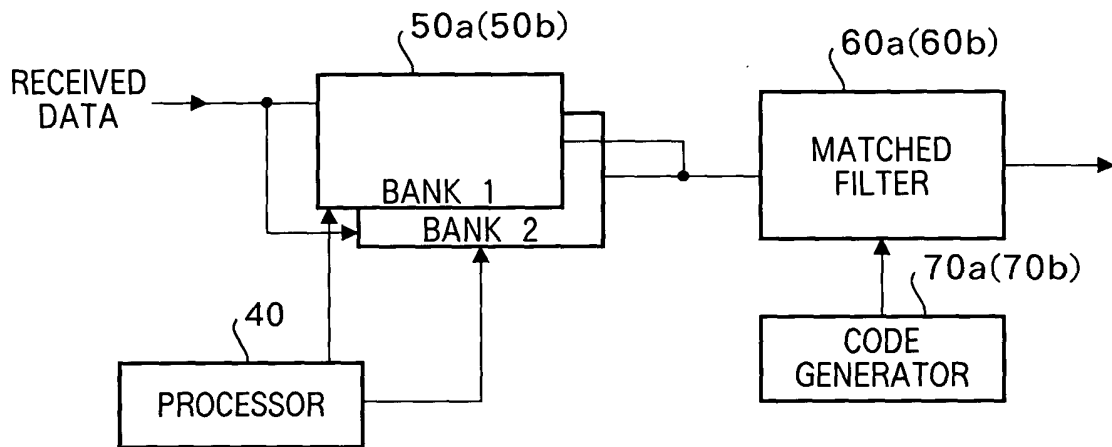 50a(50b)
60a(60b)
RECEIVED
DATA
MATCHED
FILTER
BANK 1
BANK 2
70a(70b)
40
CODE
GENERATOR
PROCESSOR